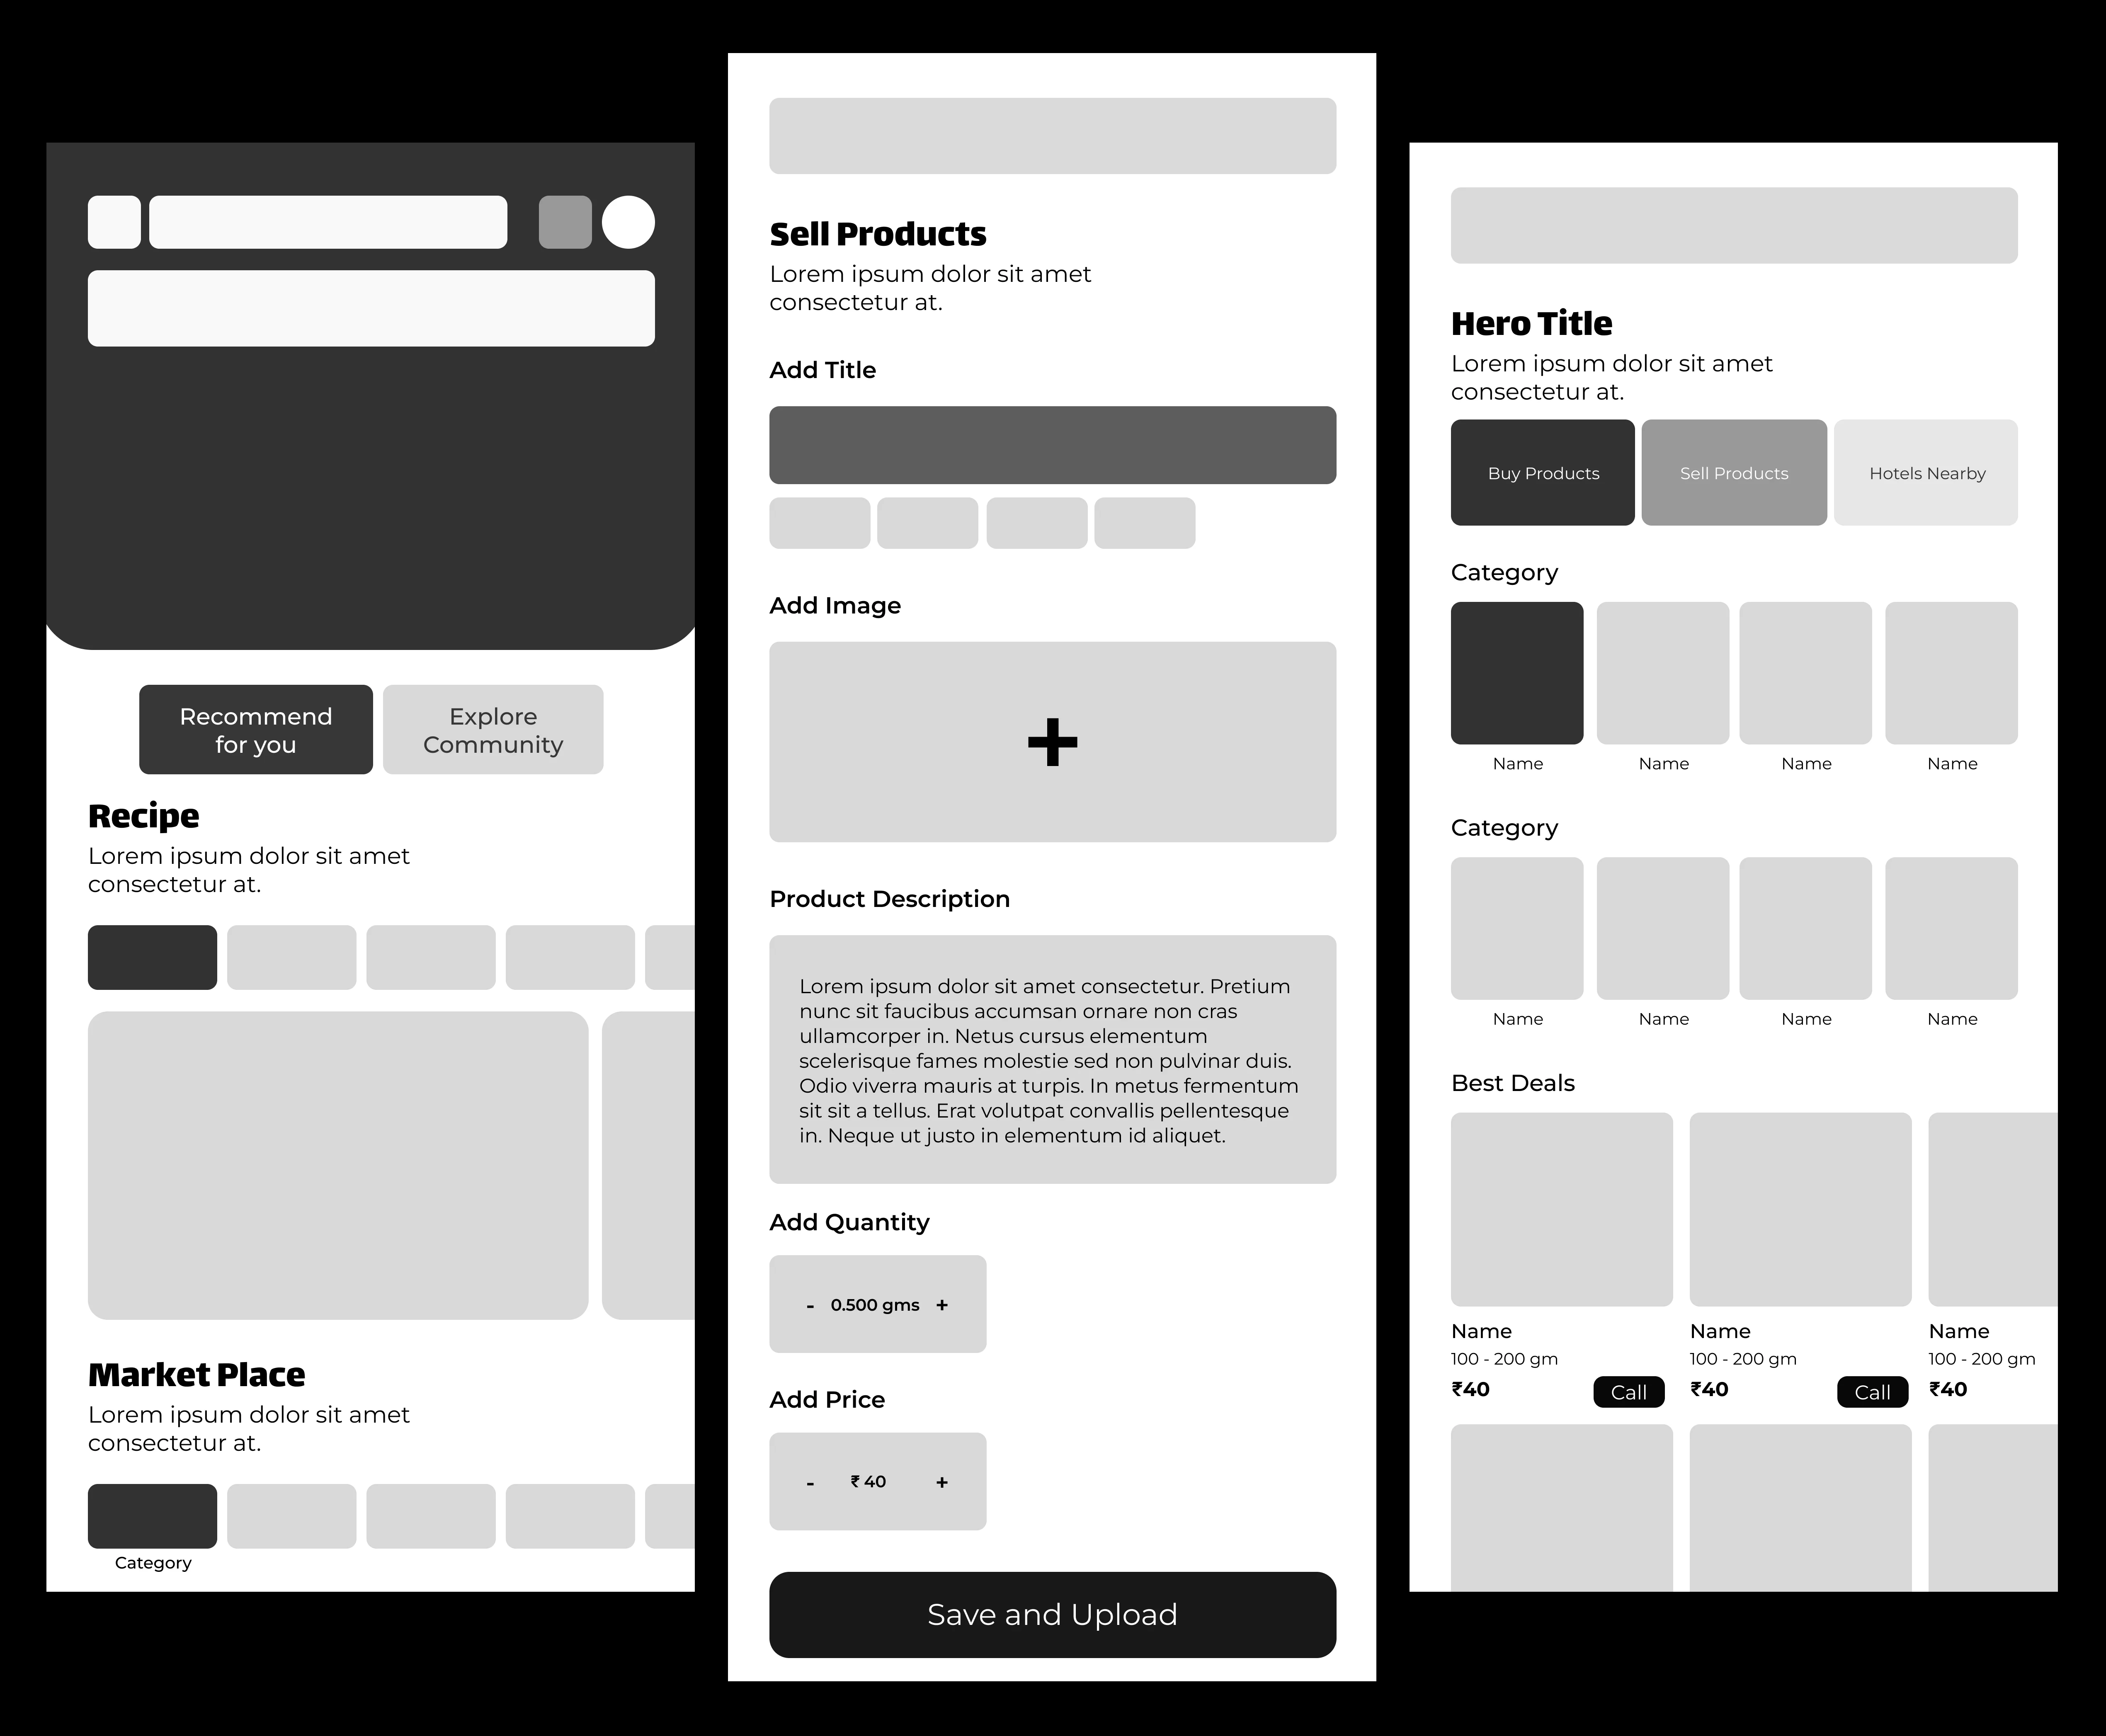 Recommend
for you
Explore
Community
Recipe
Lorem ipsum dolor sit amet
consectetur at.
Market Place
Lorem ipsum dolor sit amet
consectetur at.
Category
Sell Products
Lorem ipsum dolor sit amet
consectetur at.
Add Title
Add Image
+
Product Description
Lorem ipsum dolor sit amet consectetur. Pretium
nunc sit faucibus accumsan ornare non cras
ullamcorper in. Netus cursus elementum
scelerisque fames molestie sed non pulvinar duis.
Odio viverra mauris at turpis. In metus fermentum
sit sit a tellus. Erat volutpat convallis pellentesque
in. Neque ut justo in elementum id aliquet.
Add Quantity
- 0.500 gms +
Add Price
- ₹ 40 +
Save and Upload
Hero Title
Lorem ipsum dolor sit amet
consectetur at.
Buy Products Sell Products Hotels Nearby
Category
Name Name Name Name
Category
Name Name Name Name
Best Deals
Name Name Name
100 - 200 gm 100 - 200 gm 100 - 200 gm
₹40 Call ₹40 Call ₹40